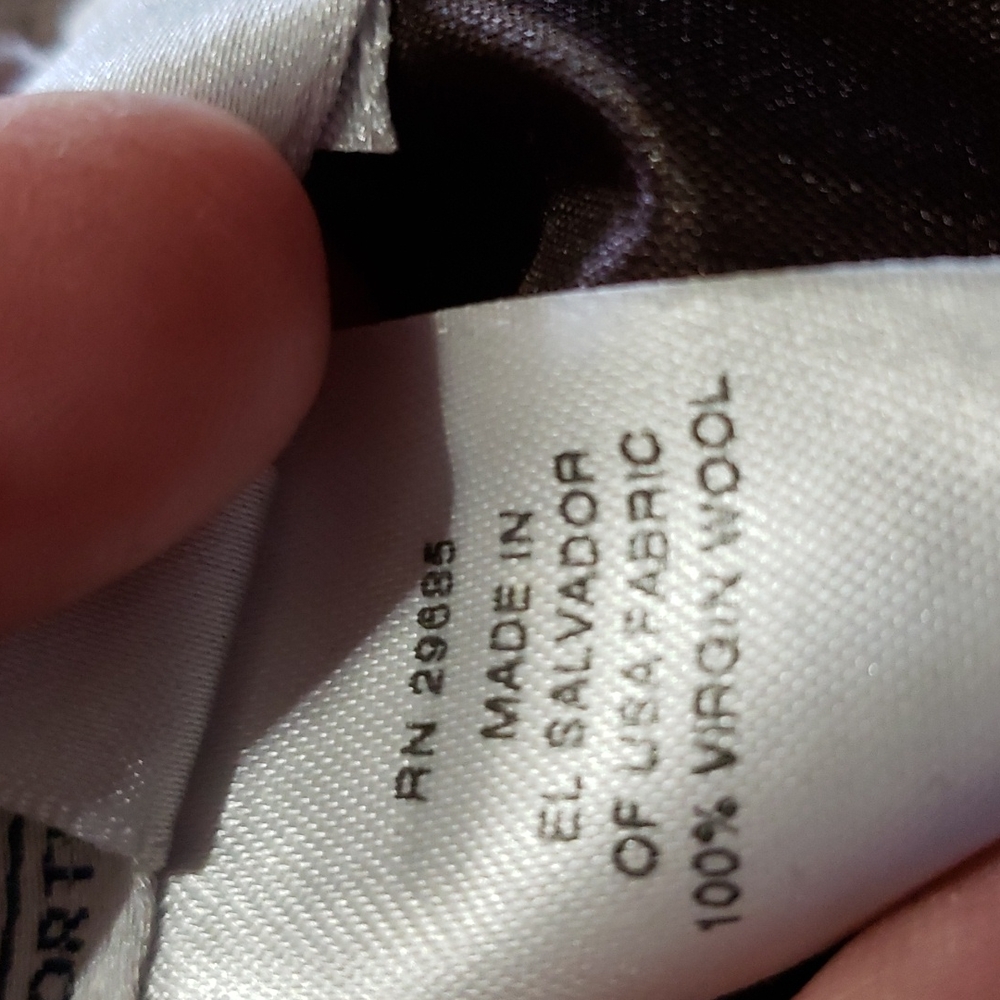 RN 29685
MADE IN
EL SALVADOR
OF USA FABRIC
100% VIRGIN WOOL